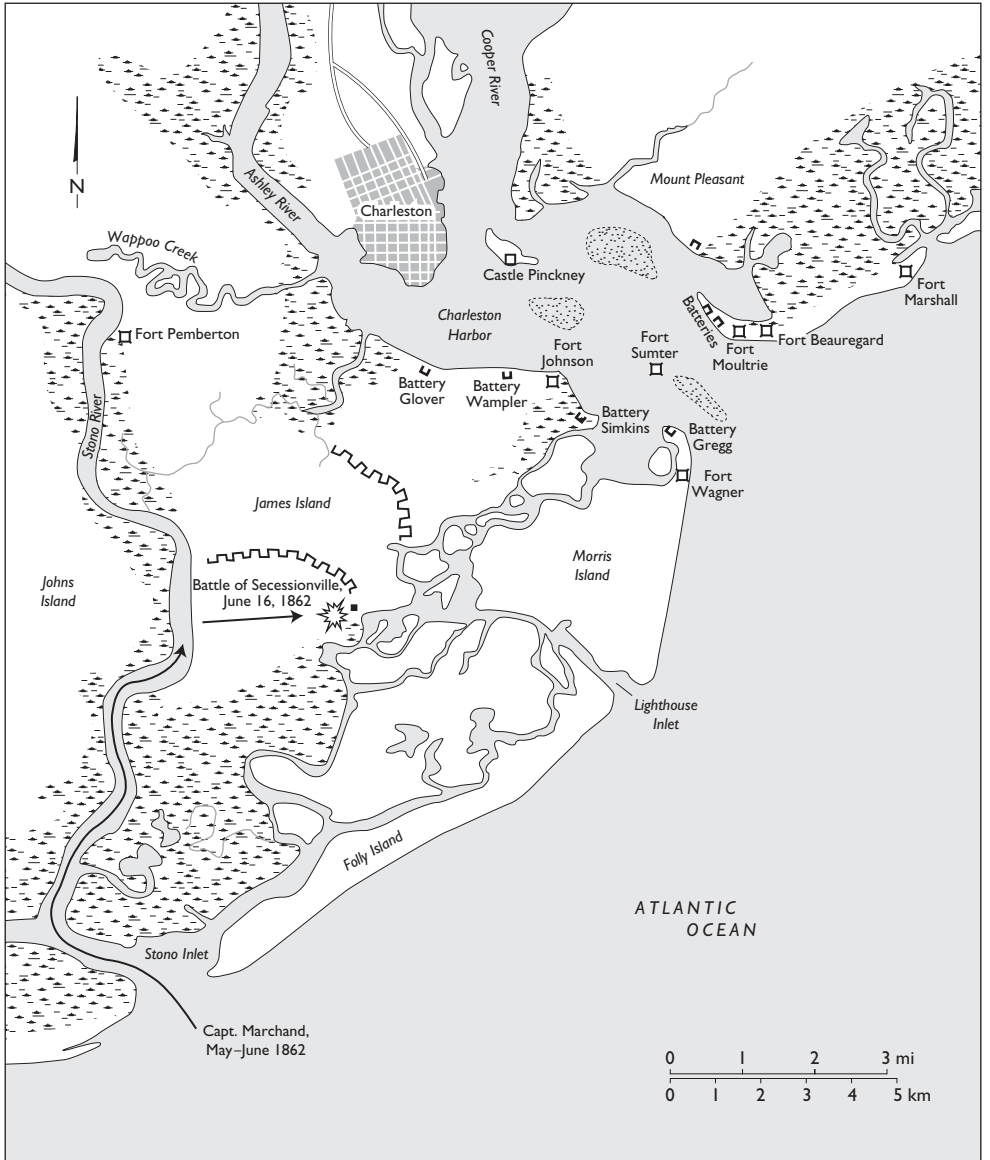 Cooper River
N
Ashley River
Mount Pleasant
Charleston
Wappoo Creek
Castle Pinckney
Fort
Marshall
Charleston
Harbor
Batteries
Fort Pemberton
Fort
Johnson
Fort
Sumter
Fort
Moultrie
Fort Beauregard
Battery
Glover
Battery
Wampler
Battery
Simkins
Battery
Gregg
Stono River
Fort
Wagner
James Island
Morris
Island
Johns
Island
Battle of Secessionville,
June 16, 1862
Lighthouse
Inlet
Folly Island
ATLANTIC
OCEAN
Stono Inlet
Capt. Marchand,
May–June 1862
0 1 2 3 mi
0 1 2 3 4 5 km